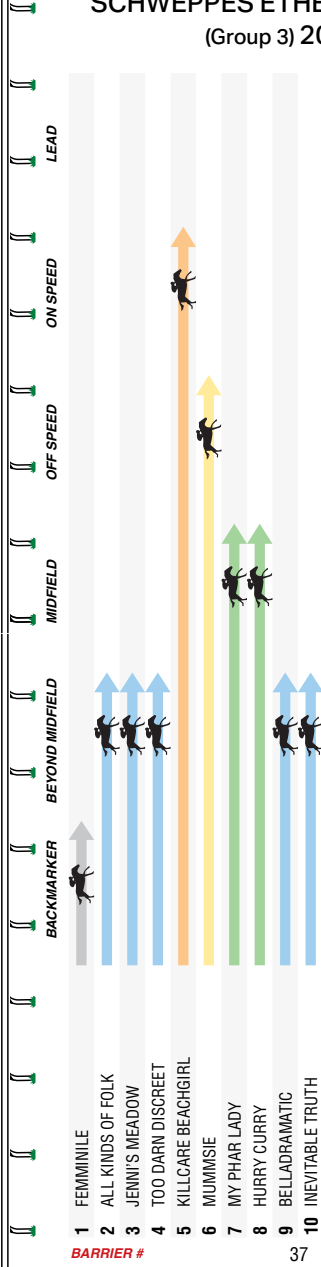 SCHWEPPES ETHE
(Group 3) 20
LEAD
ON SPEED
OFF SPEED
MIDFIELD
BEYOND MIDFIELD
BACKMARKER
1 FEMMINILE
2 ALL KINDS OF FOLK
3 JENNI'S MEADOW
4 TOO DARN DISCREET
5 KILLCARE BEACHGIRL
6 MUMMSIE
7 MY PHAR LADY
8 HURRY CURRY
9 BELLADRAMATIC
10 INEVITABLE TRUTH
BARRIER #
37